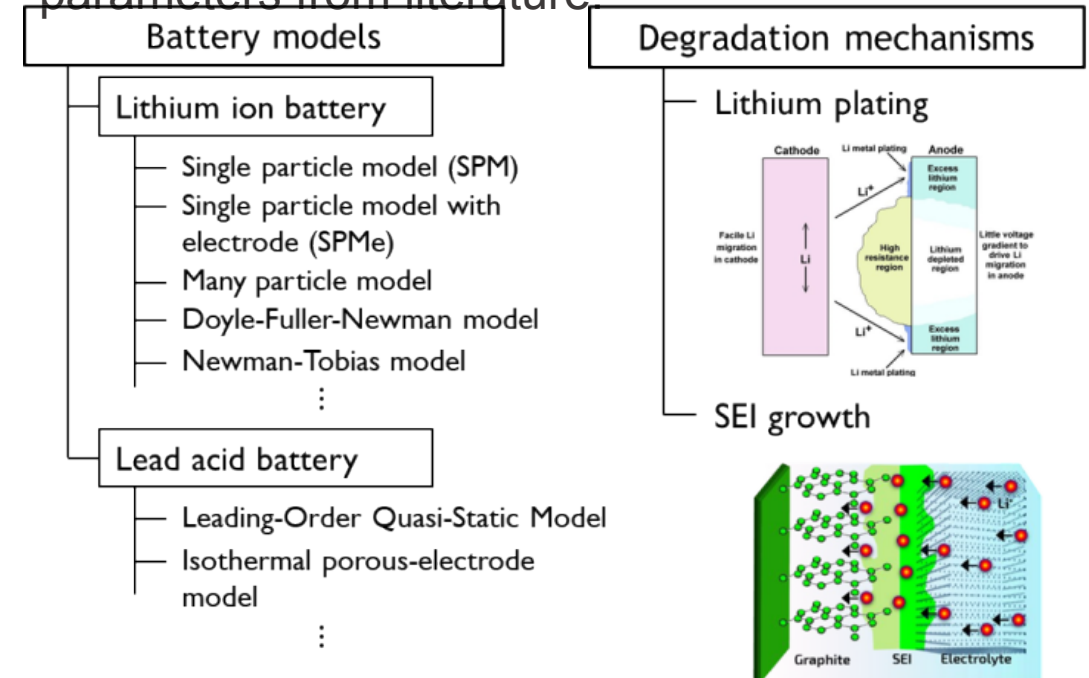 parameters from literature.
Battery models
Lithium ion battery
Single particle model (SPM)
Single particle model with
electrode (SPMe)
Many particle model
Doyle-Fuller-Newman model
Newman-Tobias model
⋮
Lead acid battery
Leading-Order Quasi-Static Model
Isothermal porous-electrode
model
⋮
Degradation mechanisms
Lithium plating
Cathode
Li metal plating
Anode
Excess
lithium
region
Li+
Facile Li
migration
in cathode
Li
High
resistance
region
Lithium
depleted
region
Little voltage
gradient to
drive Li
migration
in anode
Li+
Excess
lithium
region
Li metal plating
SEI growth
Li+
Graphite
SEI
Electrolyte